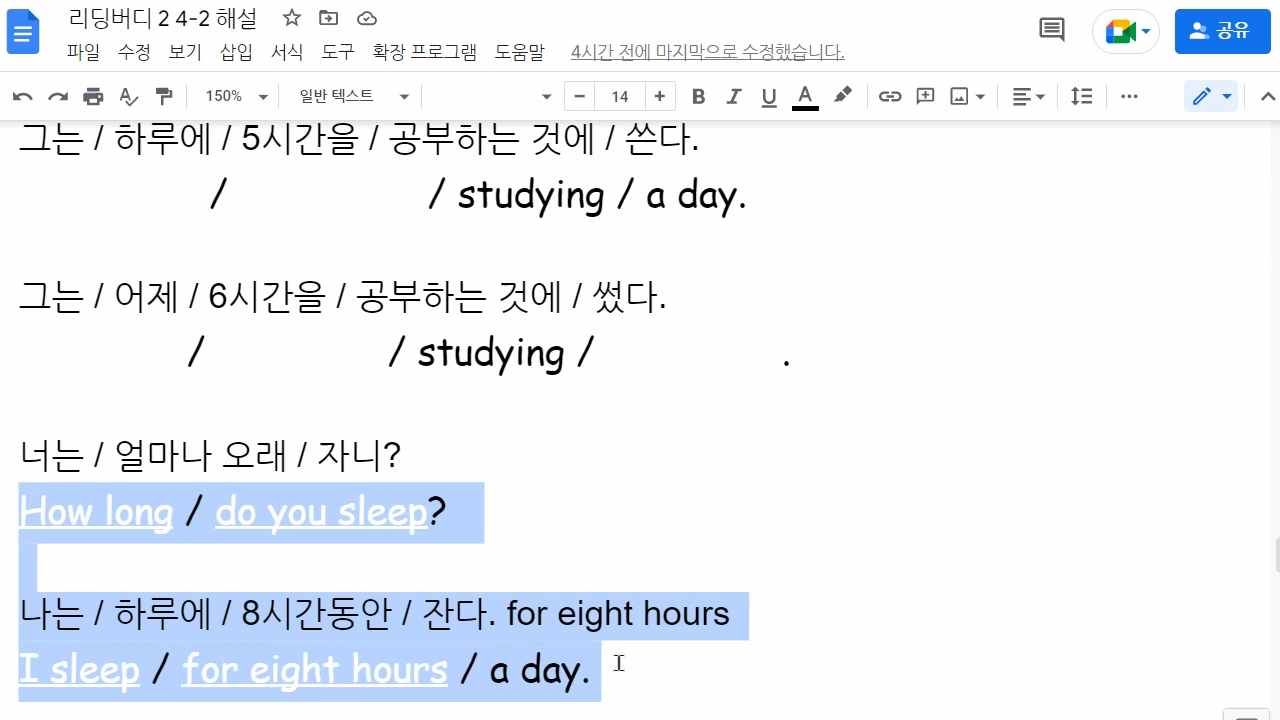 리딩버디 2 4-2 해설
파일 수정 보기 삽입 서식 도구 확장 프로그램 도움말 4시간 전에 마지막으로 수정했습니다.
공유
150% 일반 텍스트 14 B I U A
그는 / 하루에 / 5시간을 / 공부하는 것에 / 쓴다.
/ / studying / a day.
그는 / 어제 / 6시간을 / 공부하는 것에 / 썼다.
/ / studying / .
너는 / 얼마나 오래 / 자니?
How long / do you sleep?
나는 / 하루에 / 8시간동안 / 잔다. for eight hours
I sleep / for eight hours / a day.